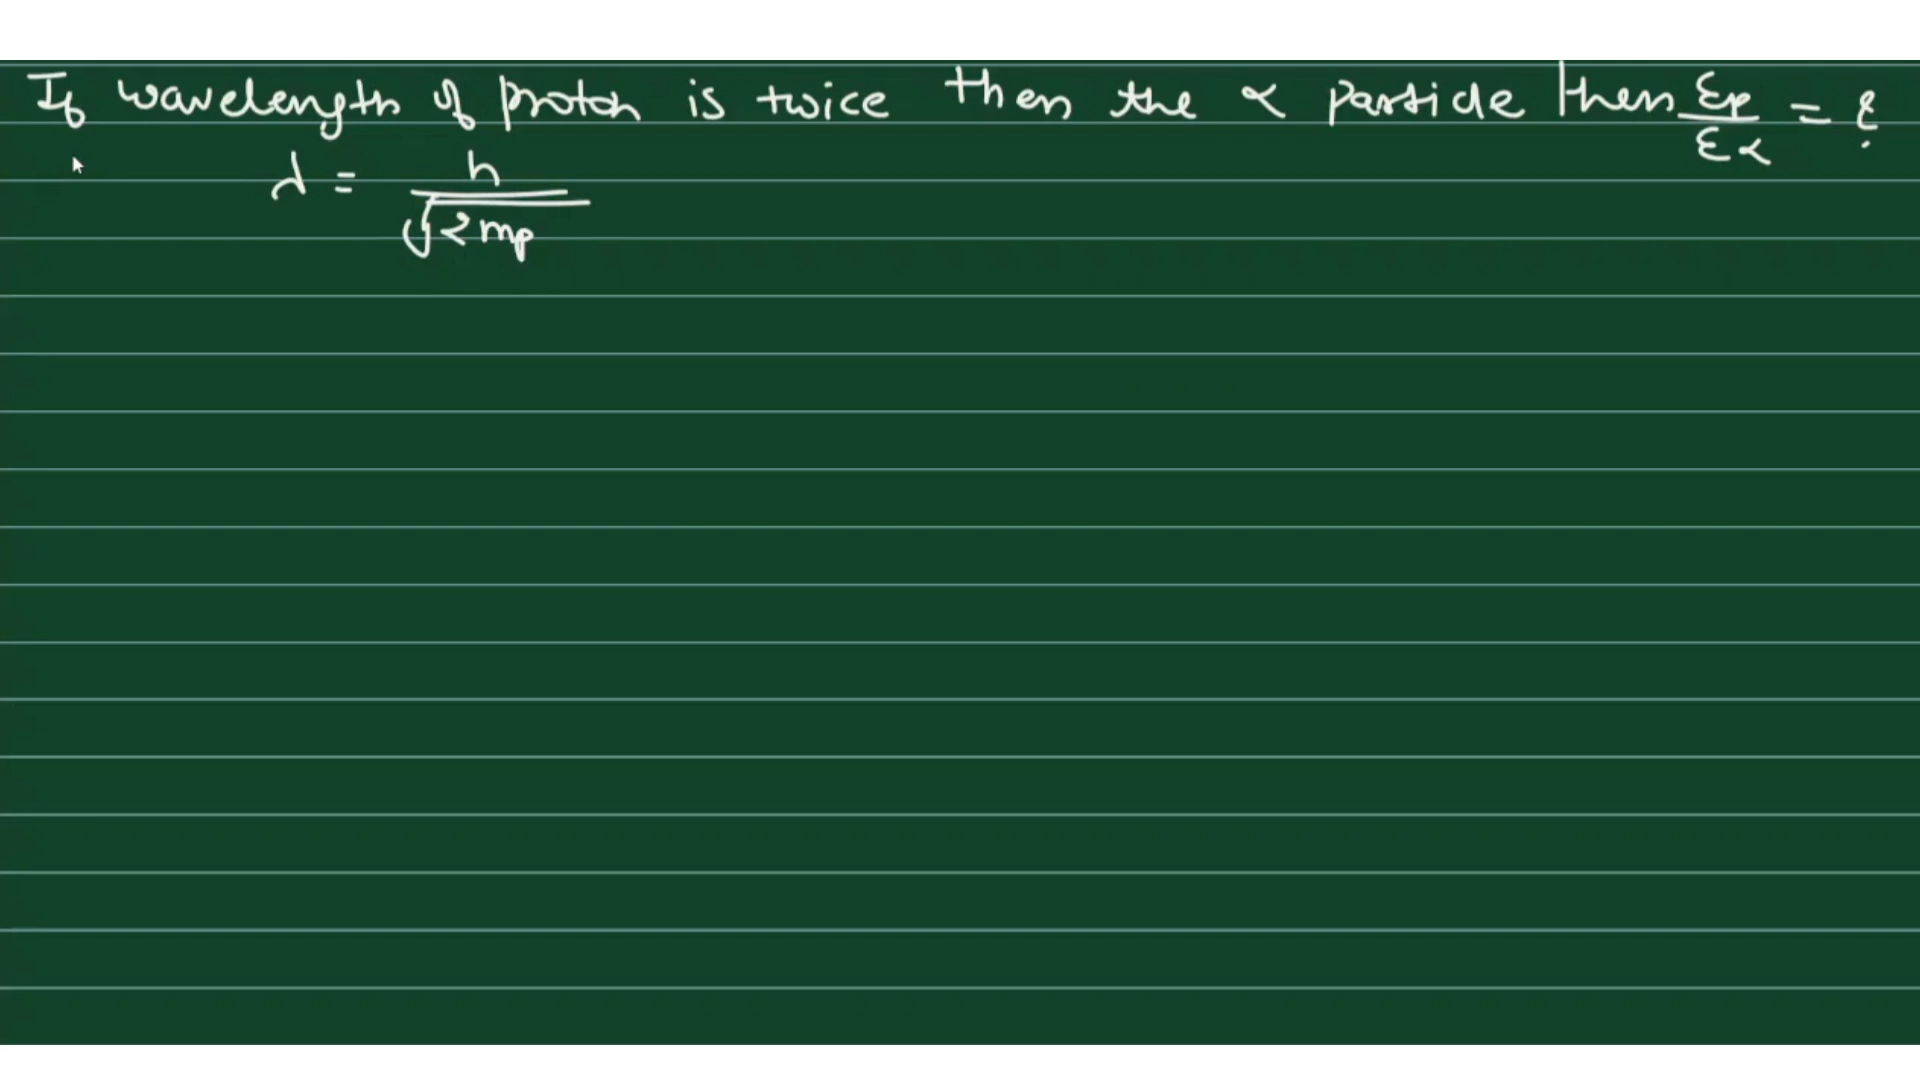 If wavelength of proton is twice then the α particle then Ep/Eα = ?
λ = h/√2mp